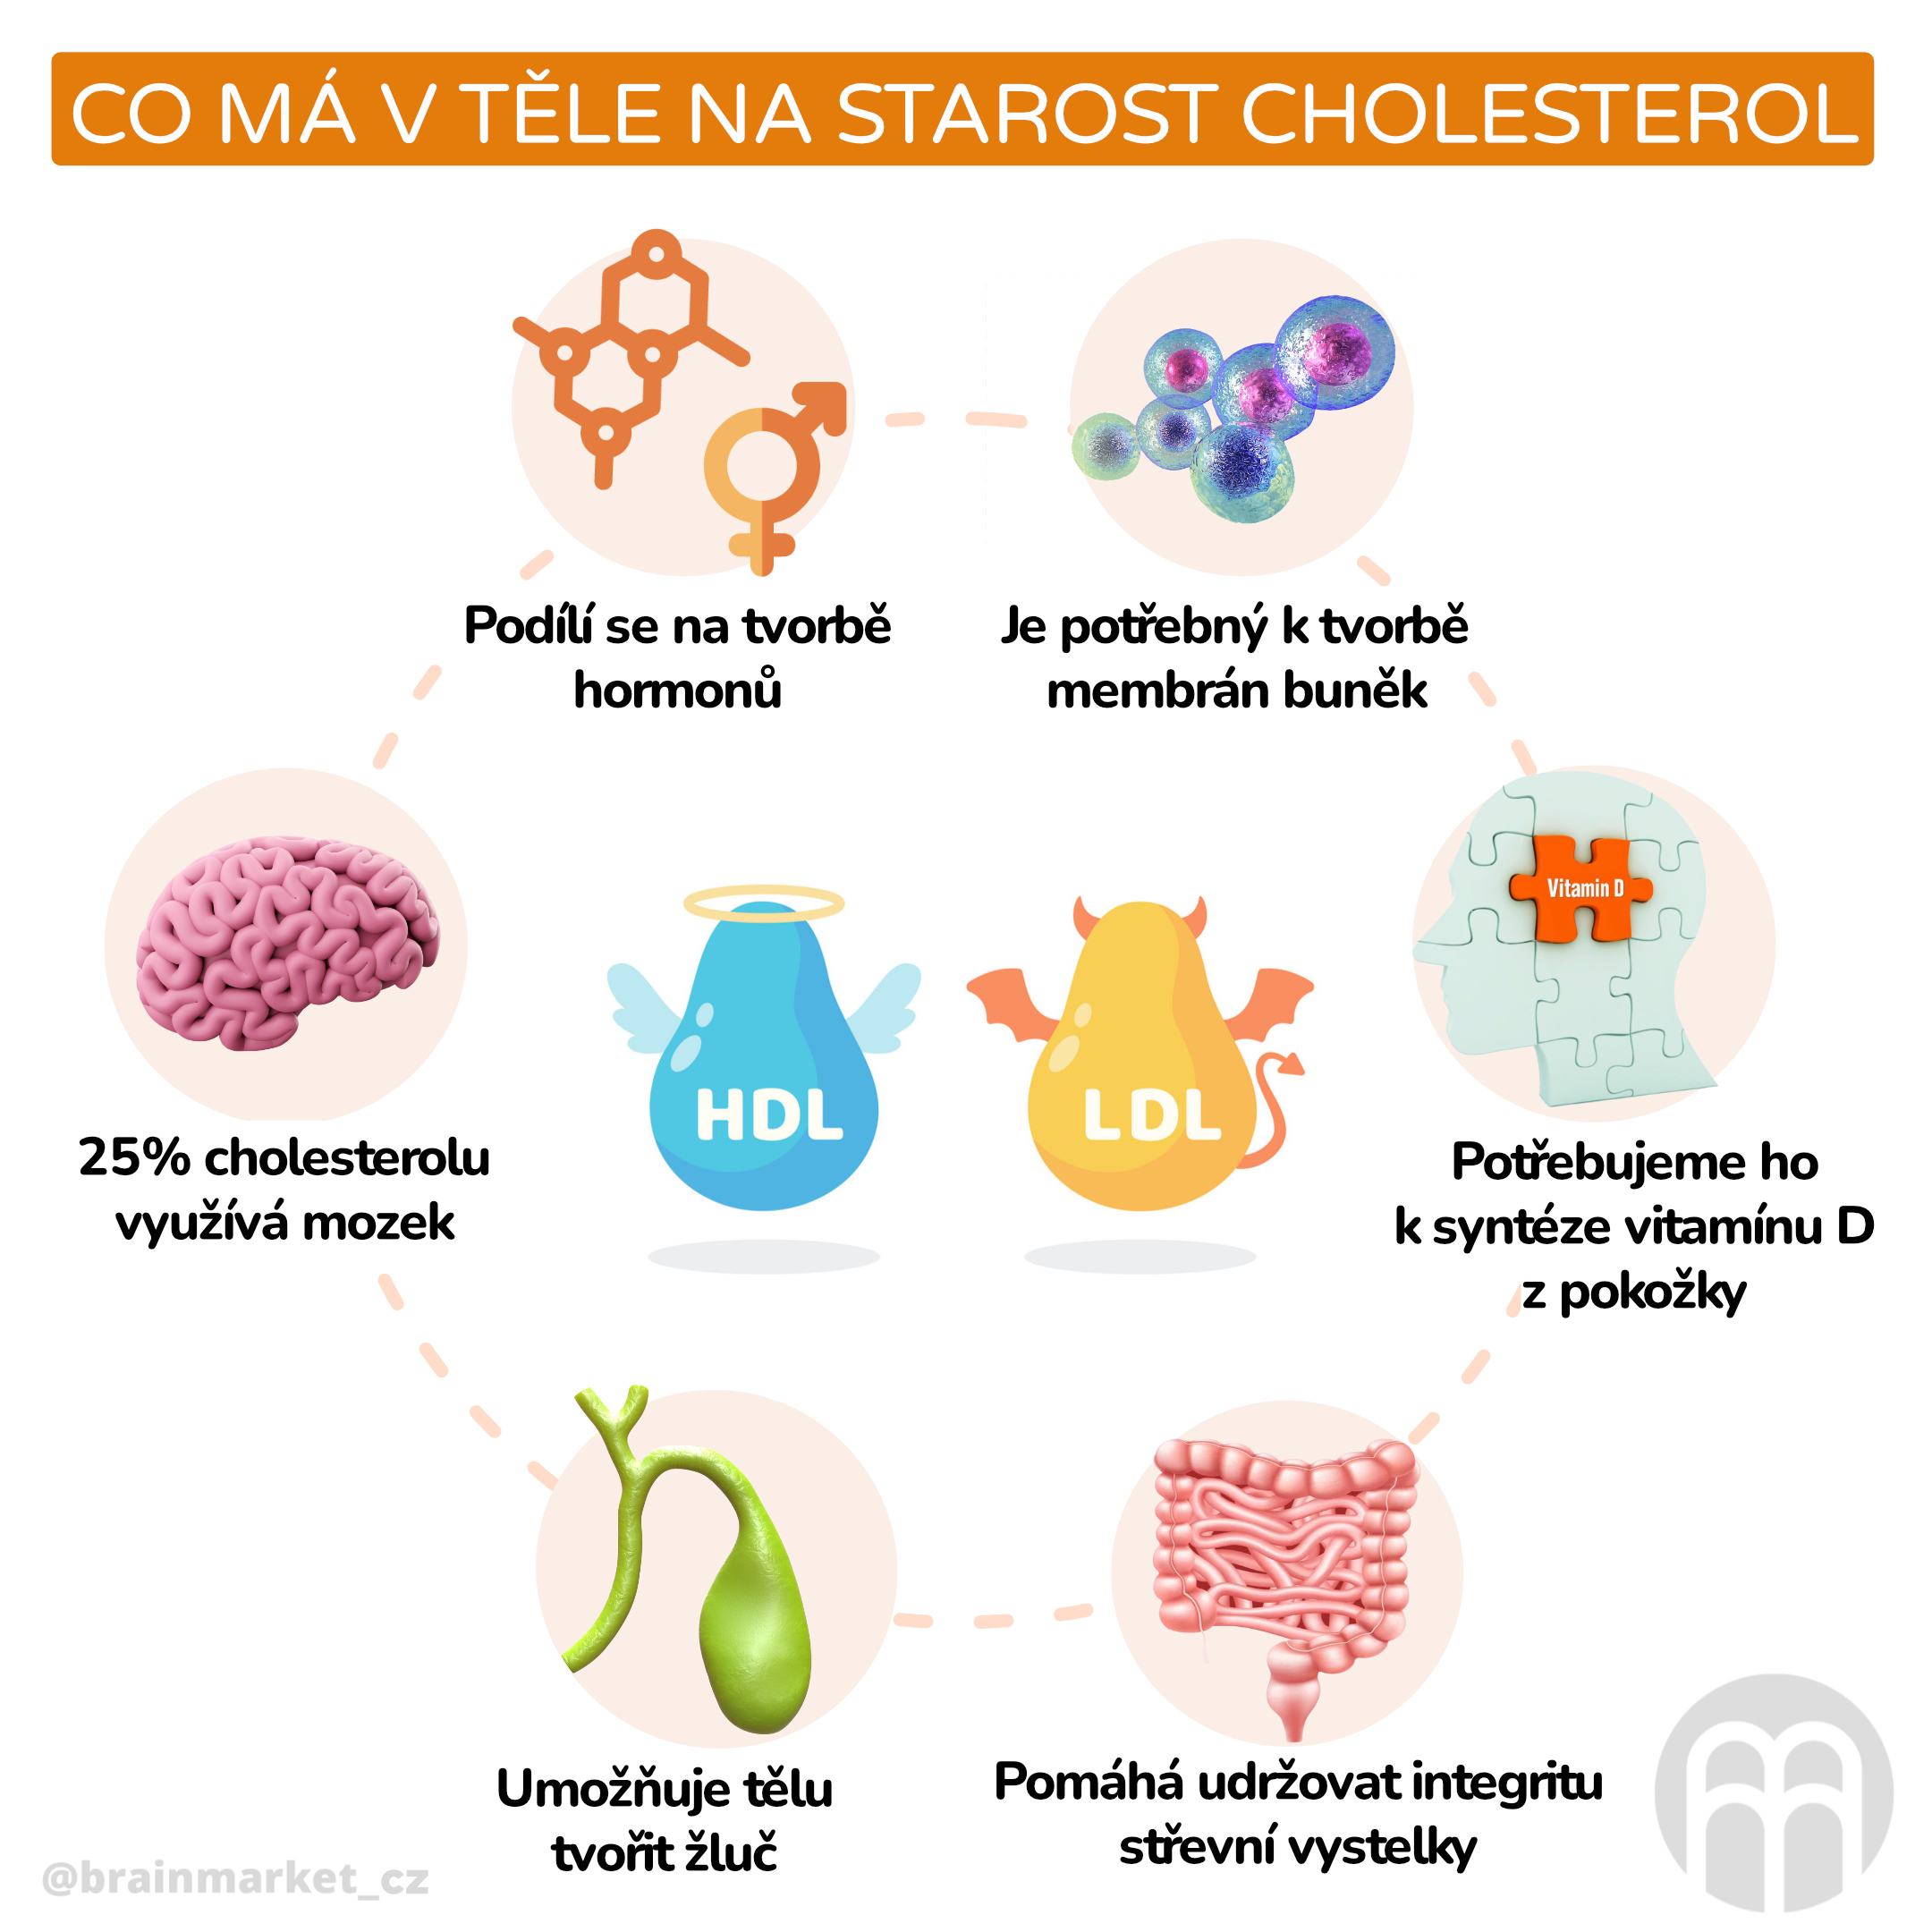 CO MÁ V TĚLE NA STAROST CHOLESTEROL
Podílí se na tvorbě
hormonů
Je potřebný k tvorbě
membrán buněk
25% cholesterolu
využívá mozek
HDL
LDL
Vitamin D
Potřebujeme ho
k syntéze vitamínu D
z pokožky
Umožňuje tělu
tvořit žluč
Pomáhá udržovat integritu
střevní vystelky
@brainmarket_cz